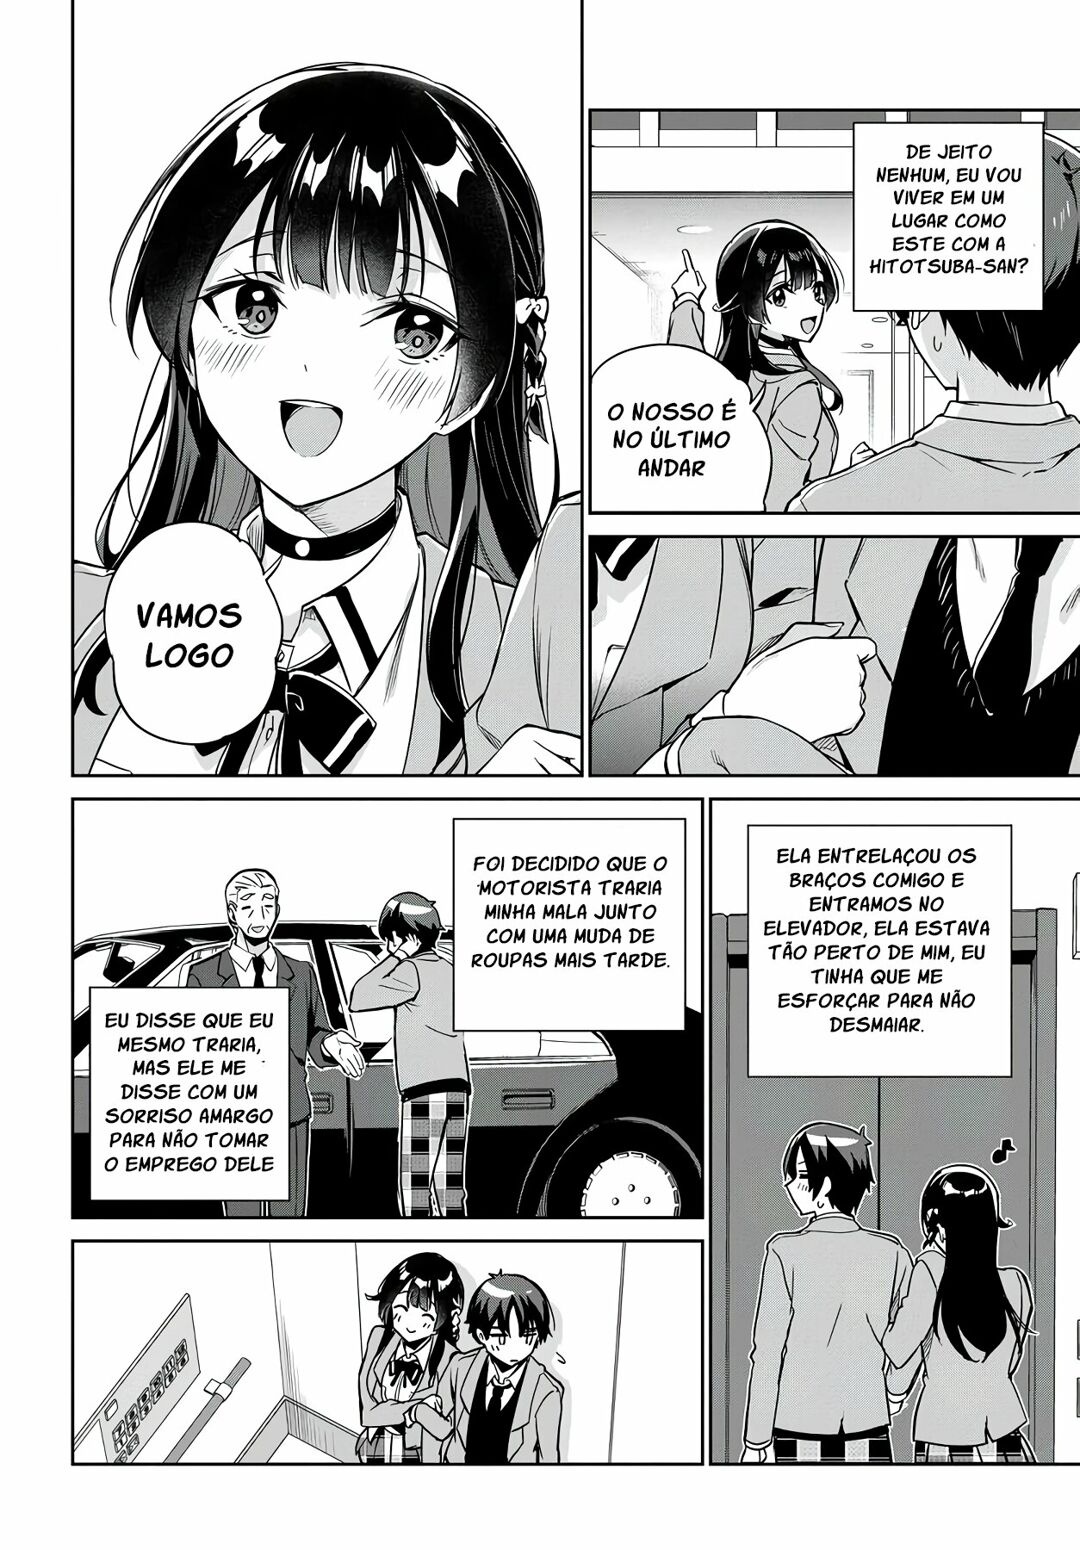 DE JEITO
NENHUM, EU VOU
VIVER EM UM
LUGAR COMO
ESTE COM A
HITOTSUBA-SAN?
O NOSSO É
NO ÚLTIMO
ANDAR
VAMOS
LOGO
ELA ENTRELAÇOU OS
BRAÇOS COMIGO E
ENTRAMOS NO
ELEVADOR, ELA ESTAVA
TÃO PERTO DE MIM, EU
TINHA QUE ME
ESFORÇAR PARA NÃO
DESMAIAR.
FOI DECIDIDO QUE O
MOTORISTA TRARIA
MINHA MALA JUNTO
COM UMA MUDA DE
ROUPAS MAIS TARDE.
EU DISSE QUE EU
MESMO TRARIA,
MAS ELE ME
DISSE COM UM
SORRISO AMARGO
PARA NÃO TOMAR
O EMPREGO DELE